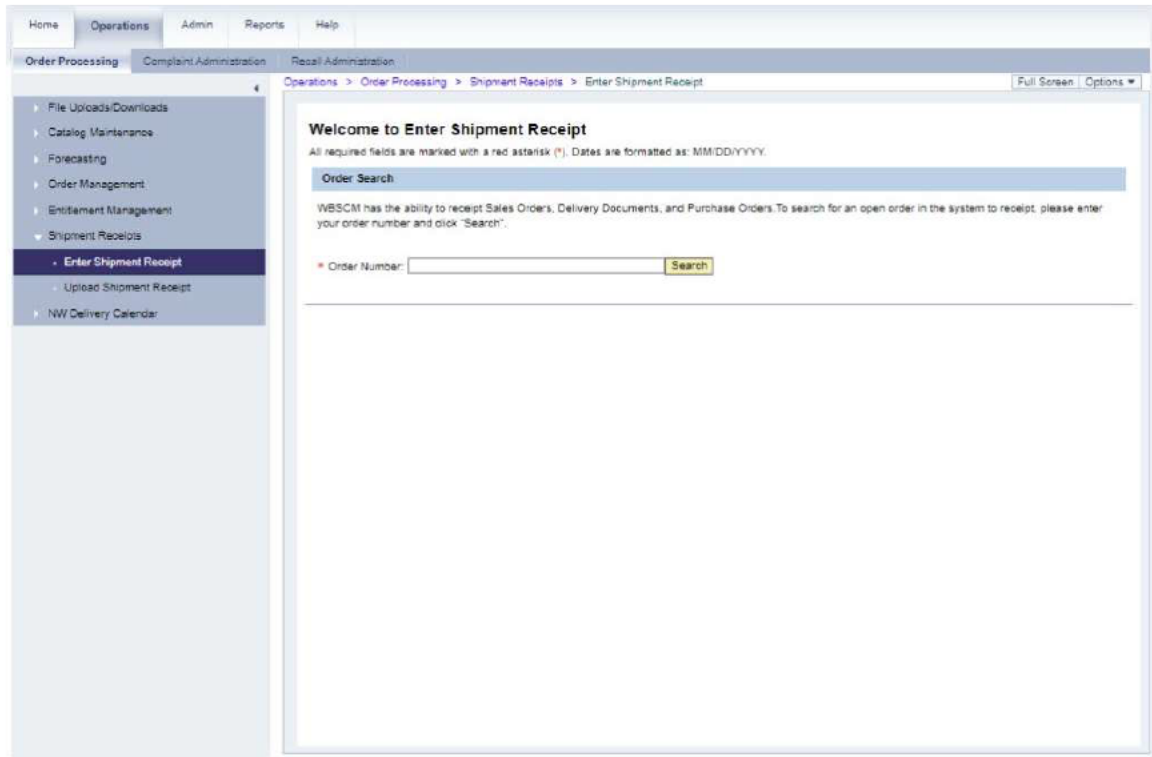 Home Operations Admin Reports Help
Order Processing Complaint Administration Recall Administration
Operations > Order Processing > Shipment Receipts > Enter Shipment Receipt Full Screen Options
File Uploads/Downloads
Catalog Maintenance
Forecasting
Order Management
Entitlement Management
Shipment Receipts
Enter Shipment Receipt
Upload Shipment Receipt
NW Delivery Calendar
Welcome to Enter Shipment Receipt
All required fields are marked with a red asterisk (*). Dates are formatted as: MM/DD/YYYY.
Order Search
WBSCM has the ability to receipt Sales Orders, Delivery Documents, and Purchase Orders.To search for an open order in the system to receipt, please enter
your order number and click "Search".
* Order Number: Search